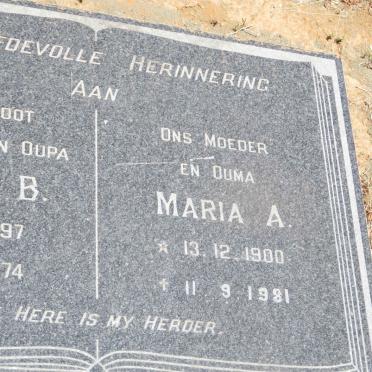 EDEVOLLE HERINNERING
AAN
OOT
N OUPA
B.
97
74
ONS MOEDER
EN OUMA
MARIA A.
* 13.12.1900
† 11 9.1981
HERE IS MY HERDER.